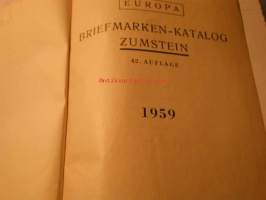 EUROPA
BRIEFMARKEN-KATALOG
ZUMSTEIN
42. AUFLAGE
1959